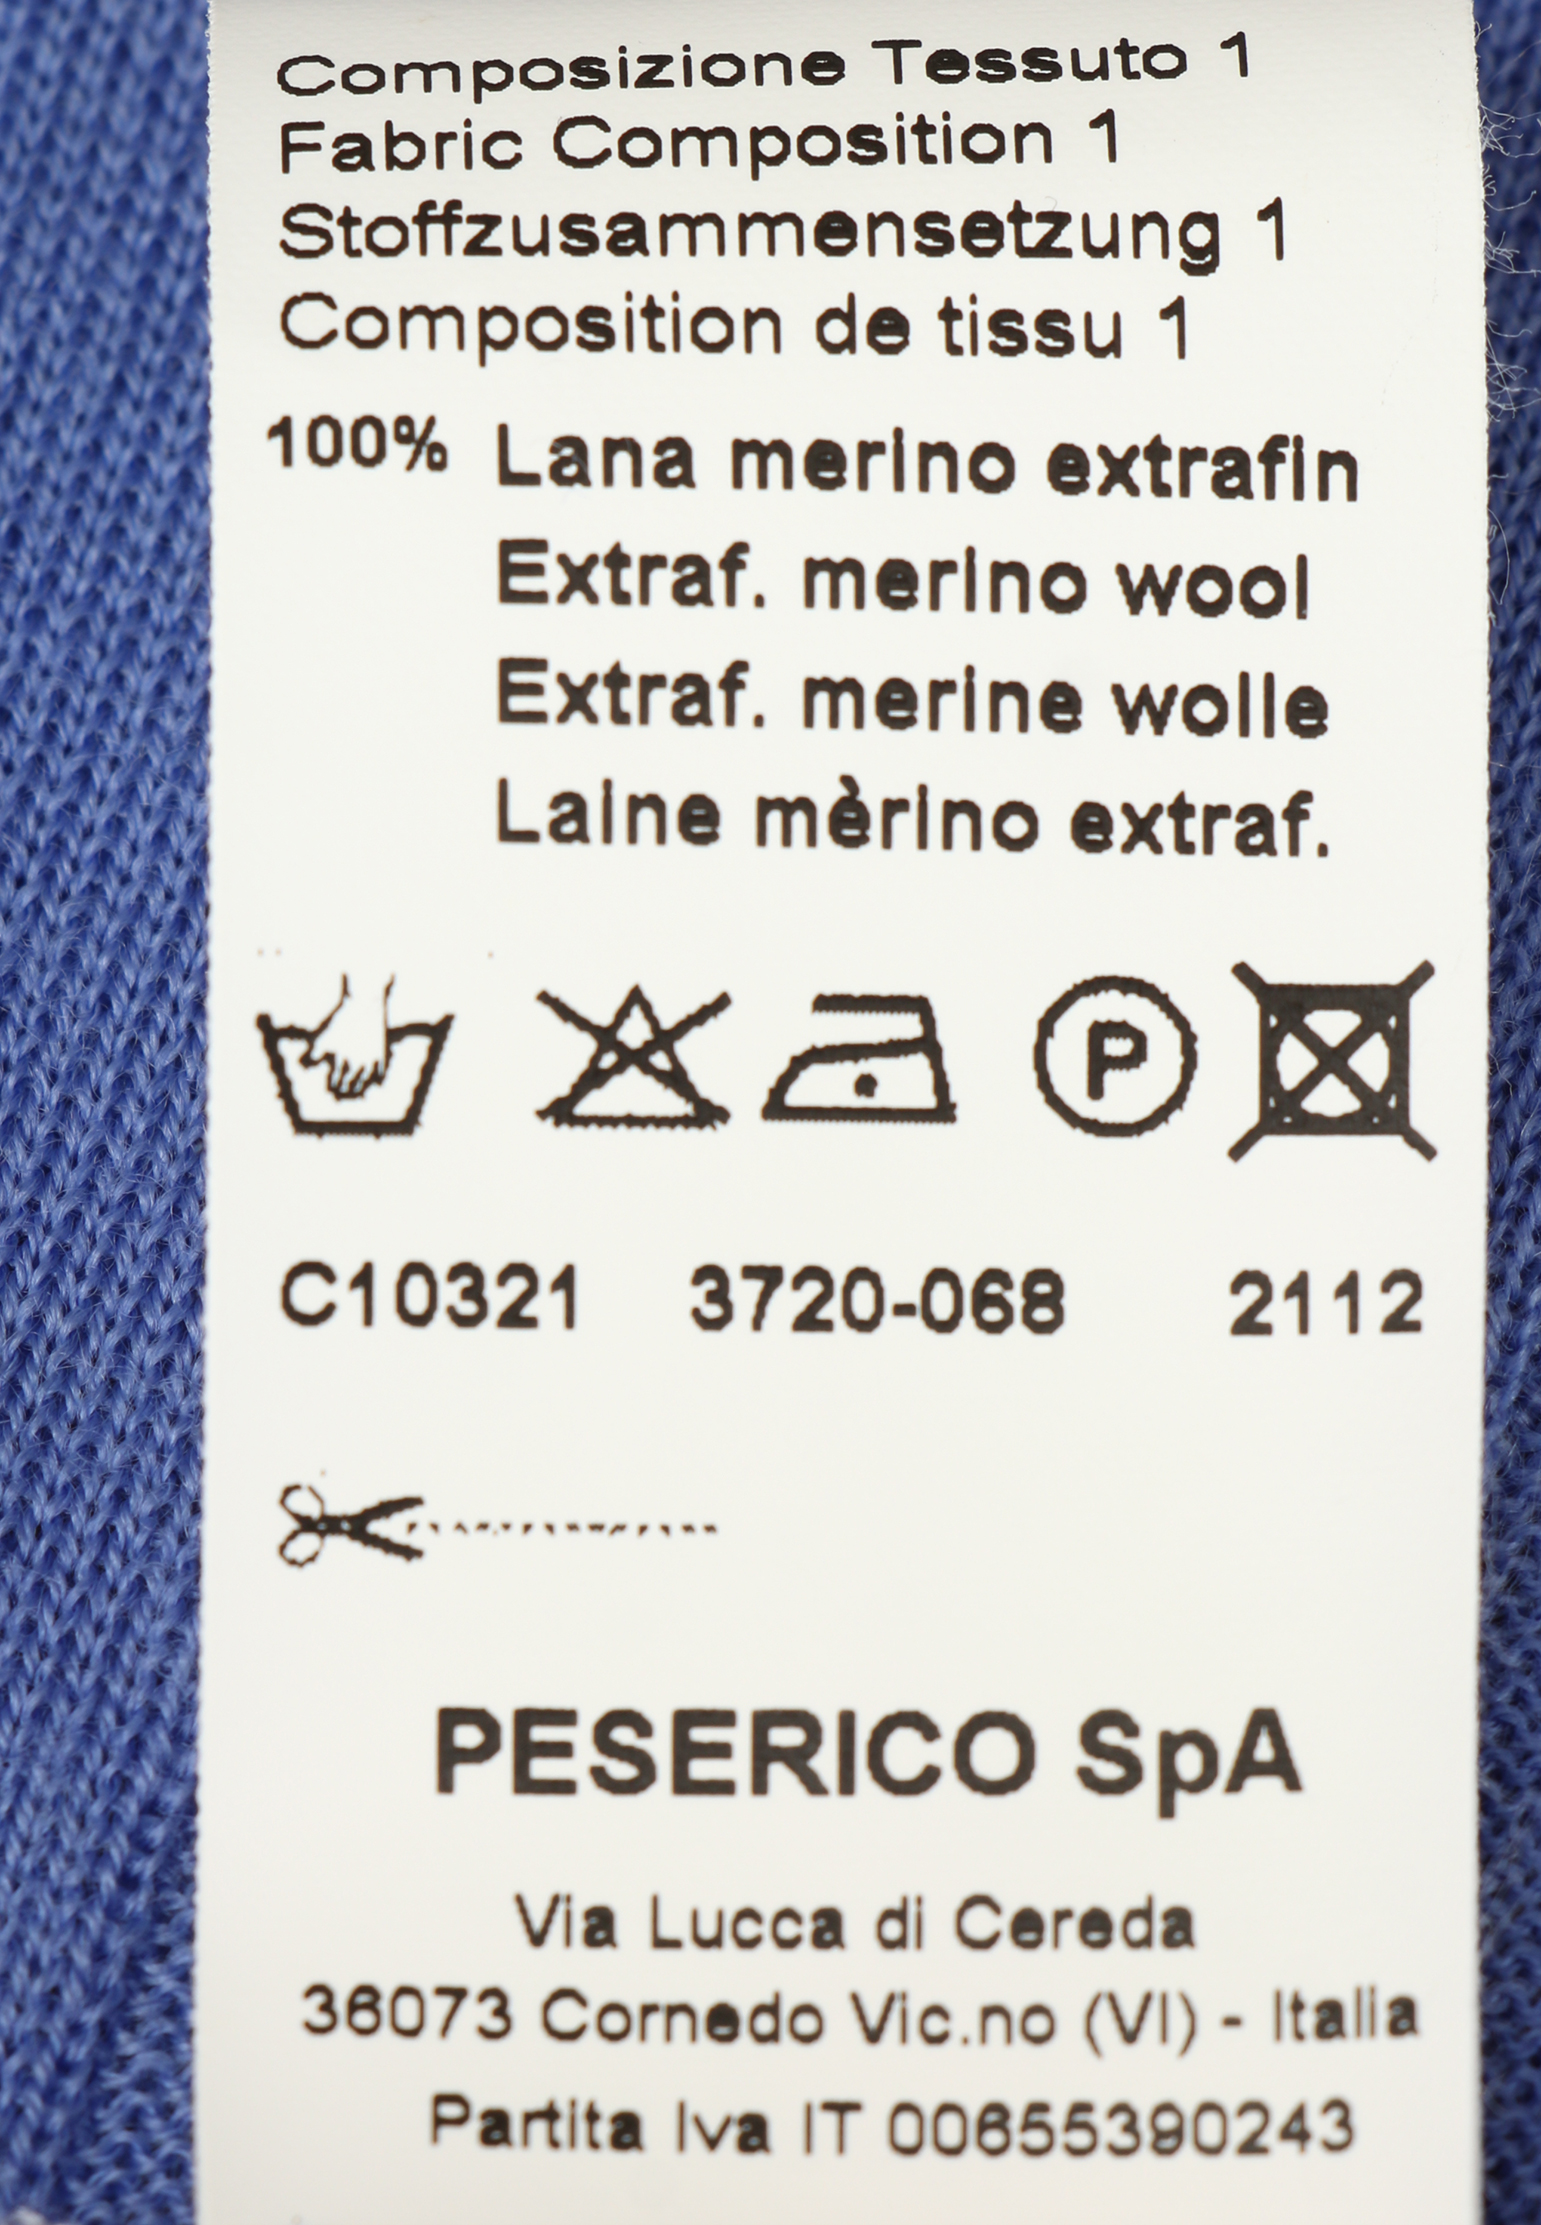 Composizione Tessuto 1
Fabric Composition 1
Stoffzusammensetzung 1
Composition de tissu 1
100% Lana merino extrafin
Extraf. merino wool
Extraf. merine wolle
Laine mèrino extraf.
P
C10321 3720-068 2112
PESERICO SpA
Via Lucca di Cereda
36073 Cornedo Vic.no (VI) - Italia
Partita Iva IT 00655390243